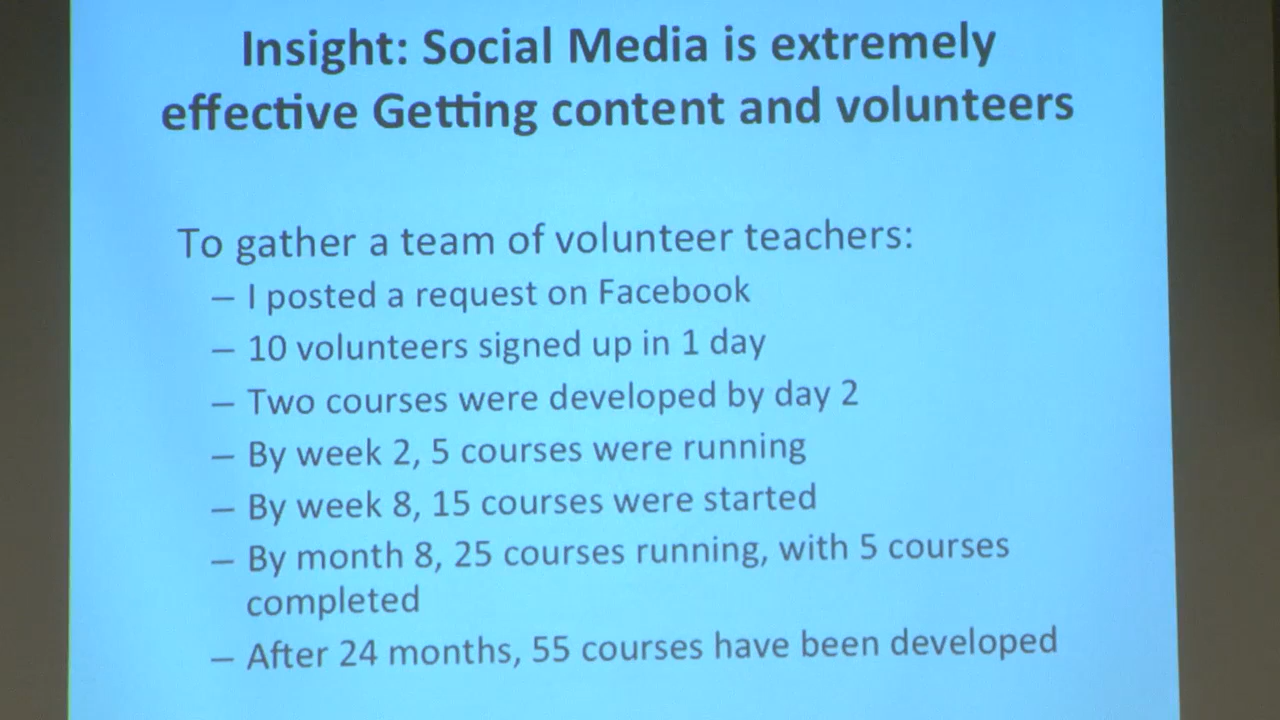 Insight: Social Media is extremely
effective Getting content and volunteers
To gather a team of volunteer teachers:
– I posted a request on Facebook
– 10 volunteers signed up in 1 day
– Two courses were developed by day 2
– By week 2, 5 courses were running
– By week 8, 15 courses were started
– By month 8, 25 courses running, with 5 courses
completed
– After 24 months, 55 courses have been developed